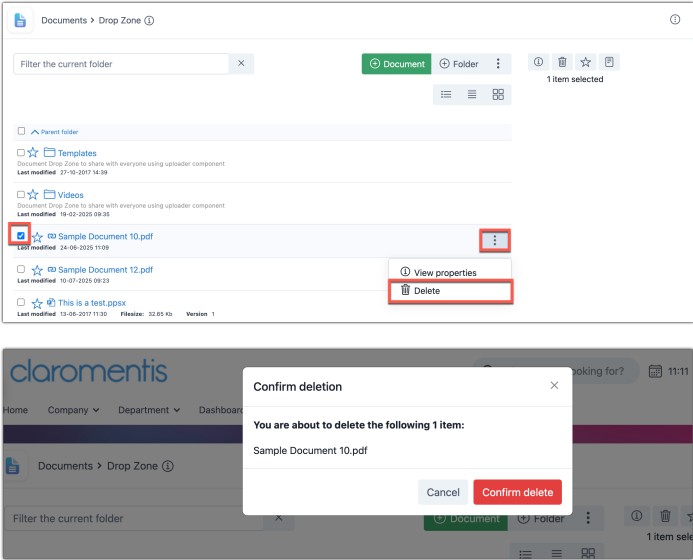 Documents > Drop Zone
Filter the current folder
Document
Folder
1 item selected
Parent folder
Templates
Document Drop Zone to share with everyone using uploader component
Last modified 27-10-2017 14:39
Videos
Document Drop Zone to share with everyone using uploader component
Last modified 19-02-2025 09:35
Sample Document 10.pdf
Last modified 24-06-2025 11:09
Sample Document 12.pdf
Last modified 10-07-2025 09:23
View properties
Delete
This is a test.ppsx
Last modified 13-06-2017 11:30 Filesize: 32.65 Kb Version 1
claromentis
ooking for?
11:11
Home Company Department Dashboar
Confirm deletion
You are about to delete the following 1 item:
Sample Document 10.pdf
Cancel
Confirm delete
Documents > Drop Zone
Filter the current folder
Document
Folder
1 item sele